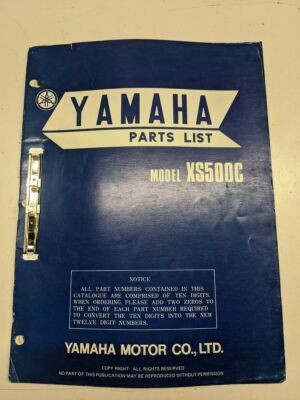 YAMAHA
PARTS LIST
MODEL XS500C
NOTICE
ALL PART NUMBERS CONTAINED IN THIS
CATALOGUE ARE COMPRISED OF TEN DIGITS.
WHEN ORDERING, PLEASE ADD TWO ZEROS TO
THE END OF EACH PART NUMBER REQUIRED
TO CONVERT THE TEN DIGITS INTO THE NEW
TWELVE DIGIT NUMBERS.
YAMAHA MOTOR CO., LTD.
COPY RIGHT. ALL RIGHTS RESERVED
NO PART OF THIS PUBLICATION MAY BE REPRODUCED WITHOUT PERMISSION